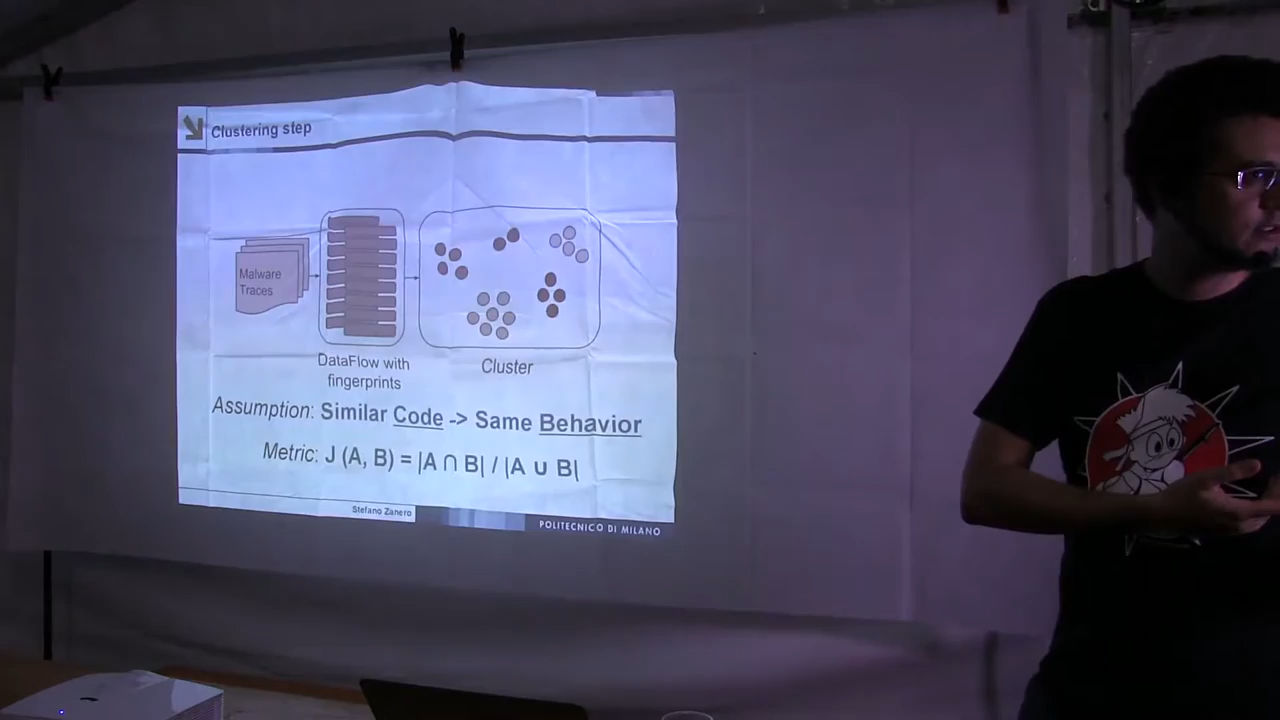 Clustering step
Malware
Traces
DataFlow with
fingerprints
Cluster
Assumption: Similar Code -> Same Behavior
Metric: J (A, B) = |A ∩ B| / |A ∪ B|
Stefano Zanero
POLITECNICO DI MILANO